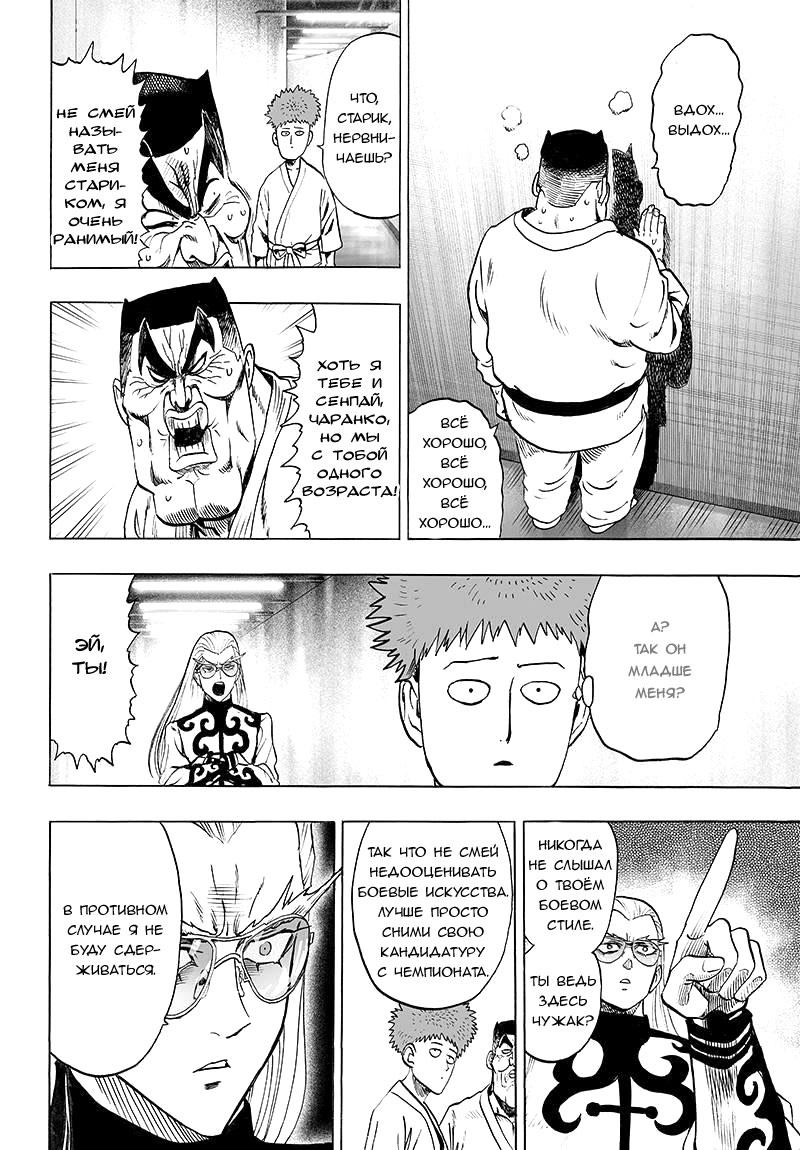 ВДОХ...
ВЫДОХ...
ВСЁ
ХОРОШО,
ВСЁ
ХОРОШО,
ВСЁ
ХОРОШО...
ЧТО,
СТАРИК,
НЕРВНИ-
ЧАЕШЬ?
НЕ СМЕЙ
НАЗЫ-
ВАТЬ
МЕНЯ
СТАРИ-
КОМ, Я
ОЧЕНЬ
РАНИМЫЙ!
ХОТЬ Я
ТЕБЕ И
СЕНПАЙ,
ЧАРАНКО,
НО МЫ
С ТОБОЙ
ОДНОГО
ВОЗРАСТА!
А?
ТАК ОН
МЛАДШЕ
МЕНЯ?
ЭЙ,
ТЫ!
НИКОГДА
НЕ СЛЫШАЛ
О ТВОЁМ
БОЕВОМ
СТИЛЕ.
ТЫ ВЕДЬ
ЗДЕСЬ
ЧУЖАК?
ТАК ЧТО НЕ СМЕЙ
НЕДООЦЕНИВАТЬ
БОЕВЫЕ ИСКУССТВА.
ЛУЧШЕ ПРОСТО
СНИМИ СВОЮ
КАНДИДАТУРУ
С ЧЕМПИОНАТА.
В ПРОТИВНОМ
СЛУЧАЕ Я НЕ
БУДУ СДЕР-
ЖИВАТЬСЯ.